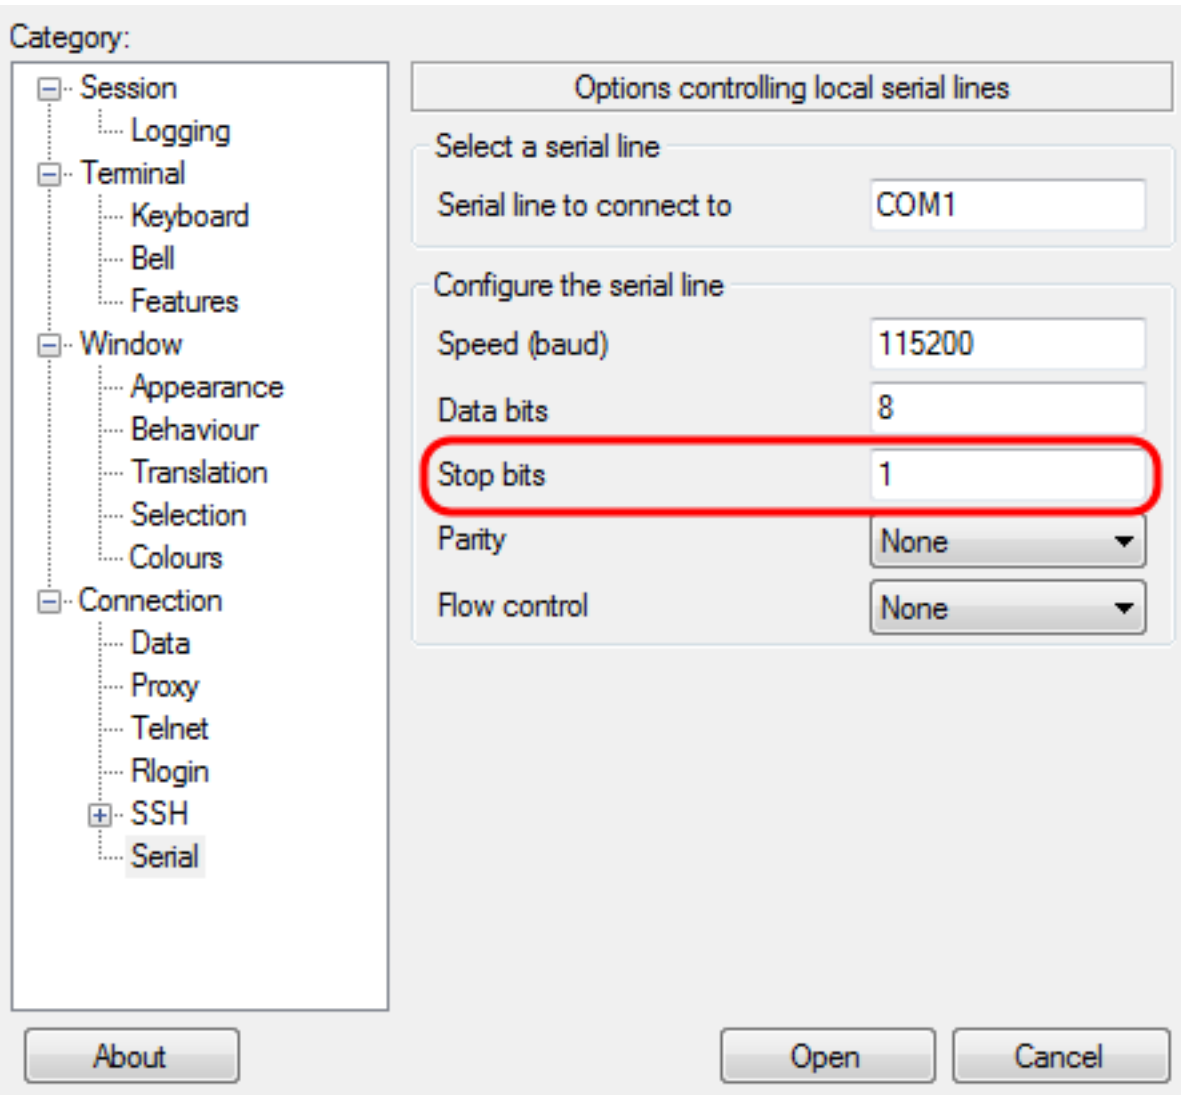 Category:
Session
Logging
Terminal
Keyboard
Bell
Features
Window
Appearance
Behaviour
Translation
Selection
Colours
Connection
Data
Proxy
Telnet
Rlogin
SSH
Serial
Options controlling local serial lines
Select a serial line
Serial line to connect to COM1
Configure the serial line
Speed (baud) 115200
Data bits 8
Stop bits 1
Parity None
Flow control None
About Open Cancel